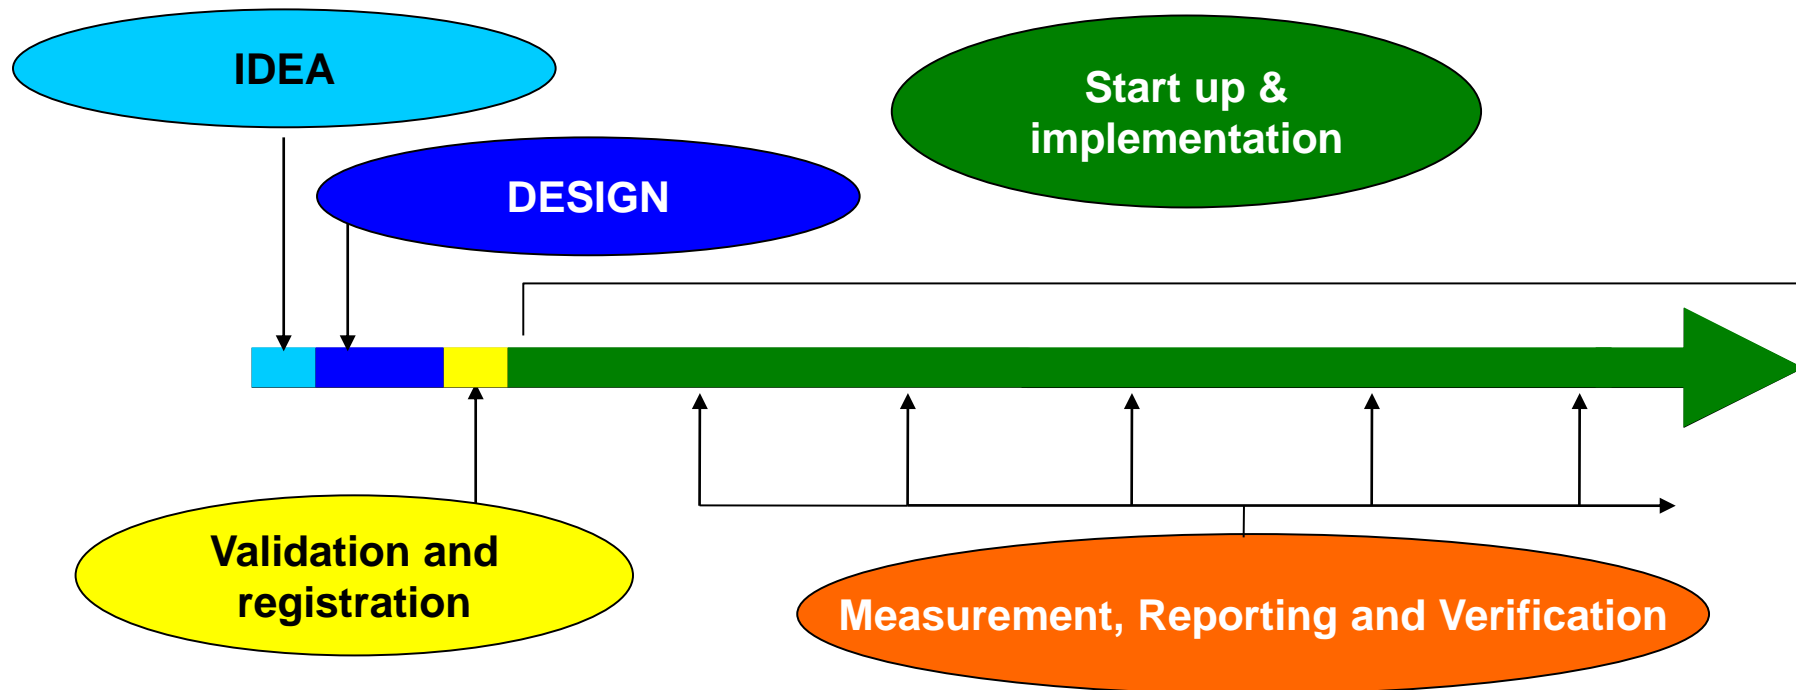 IDEA
Start up &
implementation
DESIGN
Validation and
registration
Measurement, Reporting and Verification